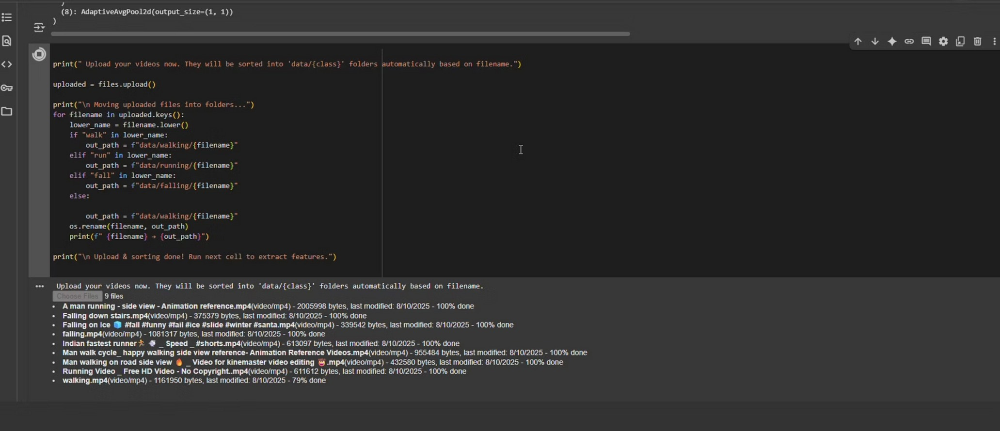 )
(8): AdaptiveAvgPool2d(output_size=(1, 1))
)
print(" Upload your videos now. They will be sorted into 'data/{class}' folders automatically based on filename.")
uploaded = files.upload()
print("\n Moving uploaded files into folders...")
for filename in uploaded.keys():
    lower_name = filename.lower()
    if "walk" in lower_name:
        out_path = f"data/walking/{filename}"
    elif "run" in lower_name:
        out_path = f"data/running/{filename}"
    elif "fall" in lower_name:
        out_path = f"data/falling/{filename}"
    else:
        out_path = f"data/walking/{filename}"
    os.rename(filename, out_path)
    print(f" {filename} → {out_path}")
print("\n Upload & sorting done! Run next cell to extract features.")
Upload your videos now. They will be sorted into 'data/{class}' folders automatically based on filename.
Choose Files 9 files
• A man running - side view - Animation reference.mp4(video/mp4) - 2005998 bytes, last modified: 8/10/2025 - 100% done
• Falling down stairs.mp4(video/mp4) - 375379 bytes, last modified: 8/10/2025 - 100% done
• Falling on Ice 🧊 #fall #funny #fail #ice #slide #winter #santa.mp4(video/mp4) - 339542 bytes, last modified: 8/10/2025 - 100% done
• falling.mp4(video/mp4) - 1081317 bytes, last modified: 8/10/2025 - 100% done
• Indian fastest runner🏃 💨 _ Speed _ #shorts.mp4(video/mp4) - 613097 bytes, last modified: 8/10/2025 - 100% done
• Man walk cycle_ happy walking side view reference- Animation Reference Videos.mp4(video/mp4) - 955484 bytes, last modified: 8/10/2025 - 100% done
• Man walking on road side view 🔥 _ Video for kinemaster video editing .mp4(video/mp4) - 432580 bytes, last modified: 8/10/2025 - 100% done
• Running Video _ Free HD Video - No Copyright..mp4(video/mp4) - 611612 bytes, last modified: 8/10/2025 - 100% done
• walking.mp4(video/mp4) - 1161950 bytes, last modified: 8/10/2025 - 79% done